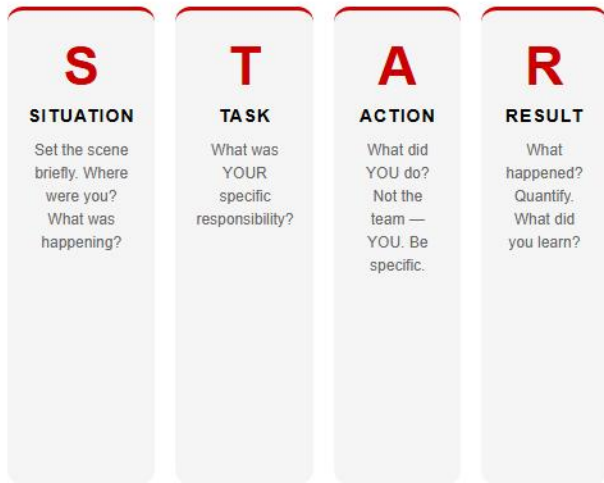 S
SITUATION
Set the scene
briefly. Where
were you?
What was
happening?
T
TASK
What was
YOUR
specific
responsibility?
A
ACTION
What did
YOU do?
Not the
team —
YOU. Be
specific.
R
RESULT
What
happened?
Quantify.
What did
you learn?